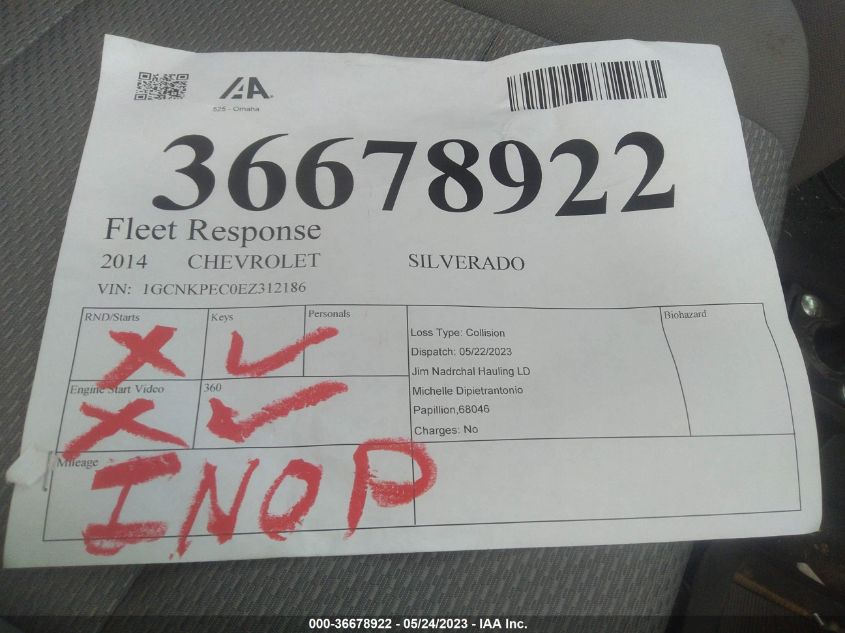 IAA
525 - Omaha
36678922
Fleet Response
2014 CHEVROLET SILVERADO
VIN: 1GCNKPEC0EZ312186
RND/Starts Keys Personals Biohazard
X ✓
Loss Type: Collision
Dispatch: 05/22/2023
Jim Nadrchal Hauling LD
Michelle Dipietrantonio
Papillion,68046
Charges: No
Engine Start Video 360
X ✓
Mileage
INOP
000-36678922 - 05/24/2023 - IAA Inc.